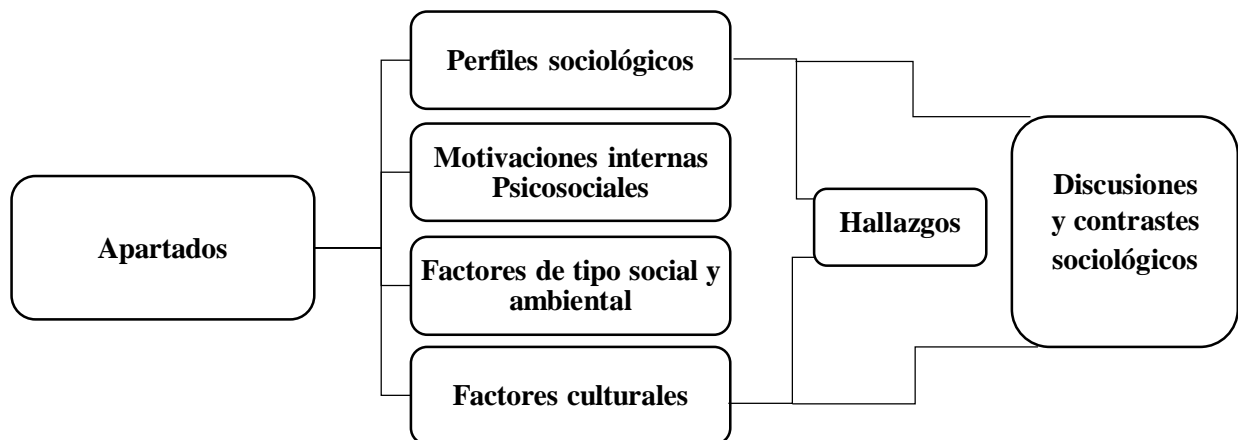 Perfiles sociológicos
Motivaciones internas
Psicosociales
Apartados
Factores de tipo social y
ambiental
Factores culturales
Hallazgos
Discusiones
y contrastes
sociológicos